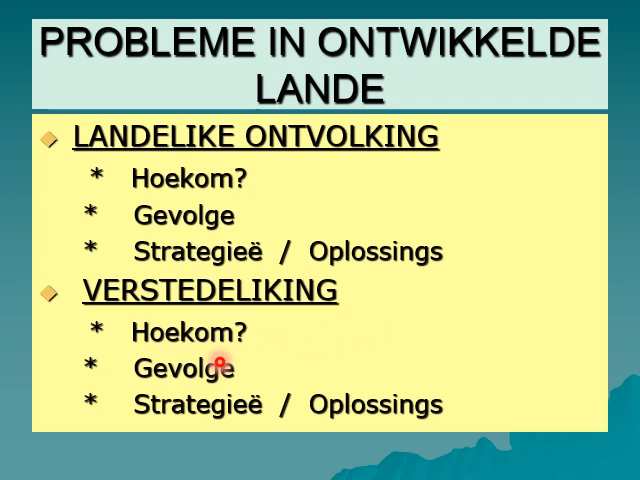 PROBLEME IN ONTWIKKELDE
LANDE
LANDELIKE ONTVOLKING
* Hoekom?
* Gevolge
* Strategieë / Oplossings
VERSTEDELIKING
* Hoekom?
* Gevolge
* Strategieë / Oplossings